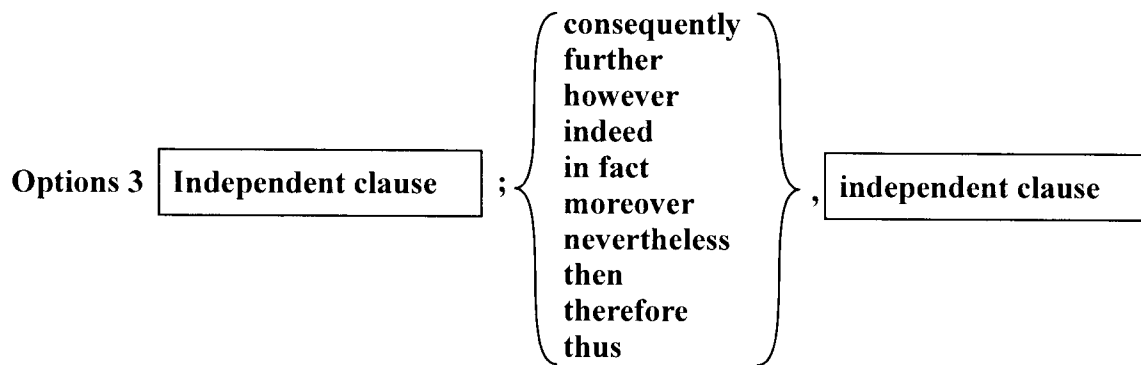 consequently
further
however
indeed
in fact
moreover
nevertheless
then
therefore
thus
Options 3 Independent clause ; , independent clause